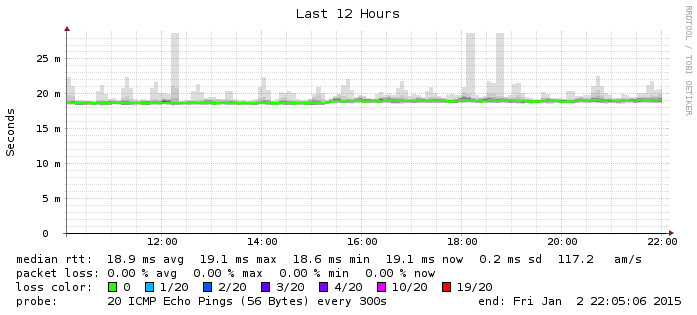 Last 12 Hours
RRDTOOL / TOBI OETIKER
Seconds
25 m
20 m
15 m
10 m
5 m
0
12:00 14:00 16:00 18:00 20:00 22:00
median rtt: 18.9 ms avg 19.1 ms max 18.6 ms min 19.1 ms now 0.2 ms sd 117.2 am/s
packet loss: 0.00 % avg 0.00 % max 0.00 % min 0.00 % now
loss color: 0 1/20 2/20 3/20 4/20 10/20 19/20
probe: 20 ICMP Echo Pings (56 Bytes) every 300s end: Fri Jan 2 22:05:06 2015